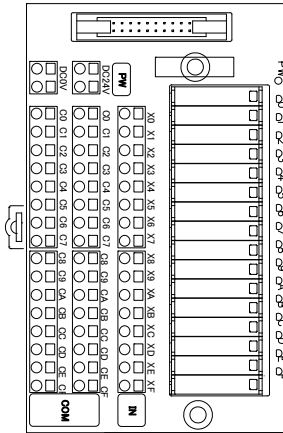 DC0V
DC24V
PW
C0 C0 X0
C1 C1 X1
C2 C2 X2
C3 C3 X3
C4 C4 X4
C5 C5 X5
C6 C6 X6
C7 C7 X7
C8 C8 X8
C9 C9 X9
CA CA XA
CB CB XB
CC CC XC
CD CD XD
CE CE XE
CF CF XF
COM
IN